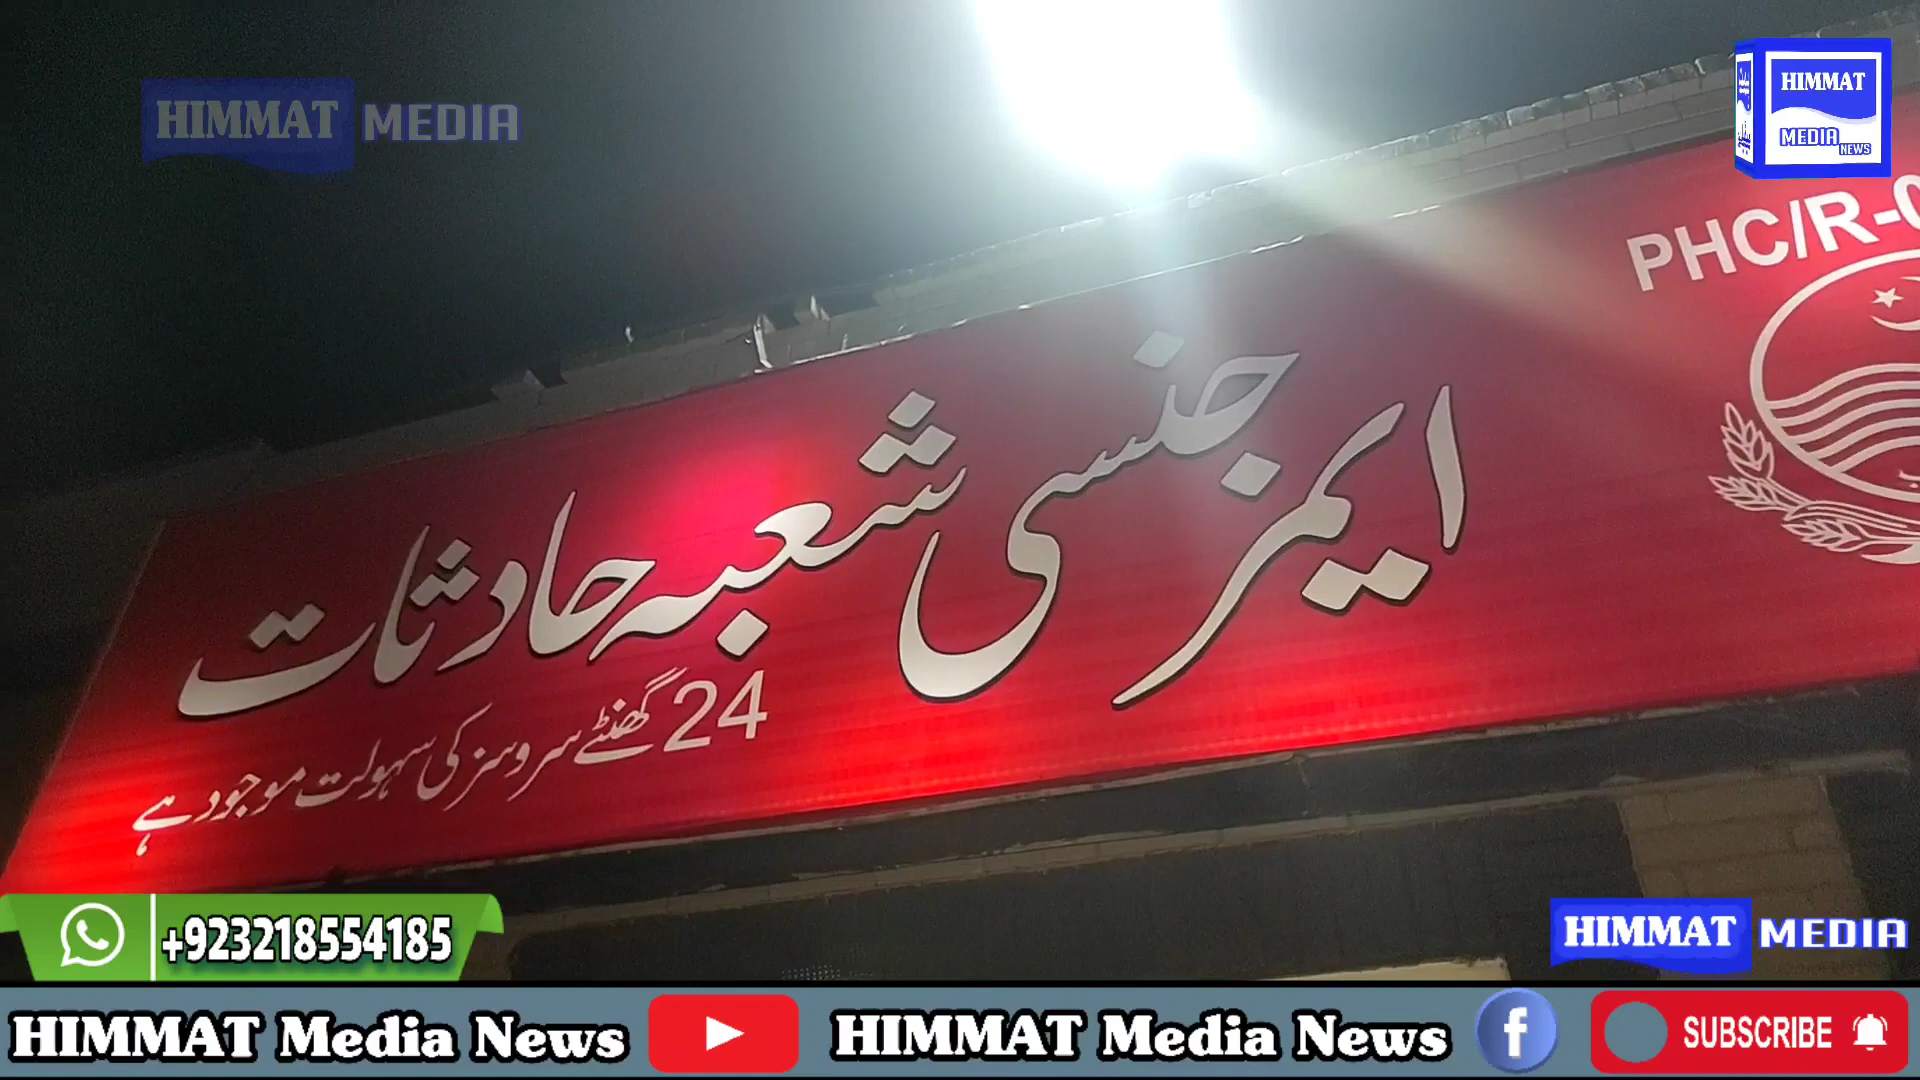 HIMMAT MEDIA
HIMMAT
MEDIA
NEWS
PHC/R-0
ایمرجنسی شعبہ حادثات
24 گھنٹے سروسز کی سہولت موجود ہے
+923218554185
HIMMAT MEDIA
HIMMAT Media News HIMMAT Media News f SUBSCRIBE